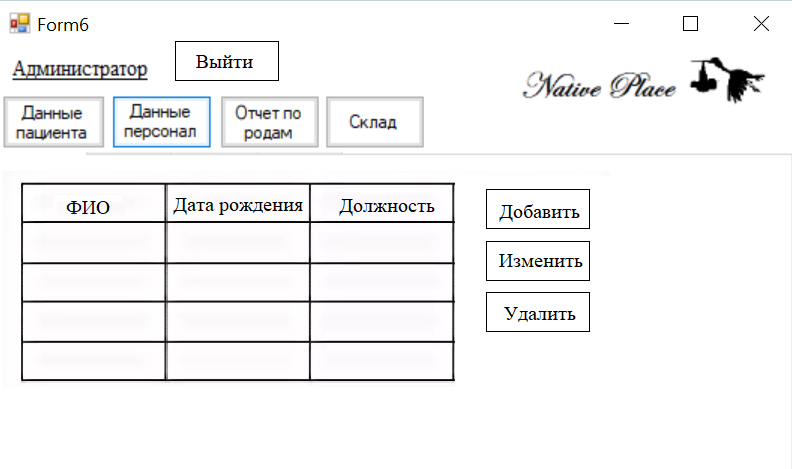 Form6
Администратор
Выйти
Native Place
Данные
пациента
Данные
персонал
Отчет по
родам
Склад
ФИО
Дата рождения
Должность
Добавить
Изменить
Удалить